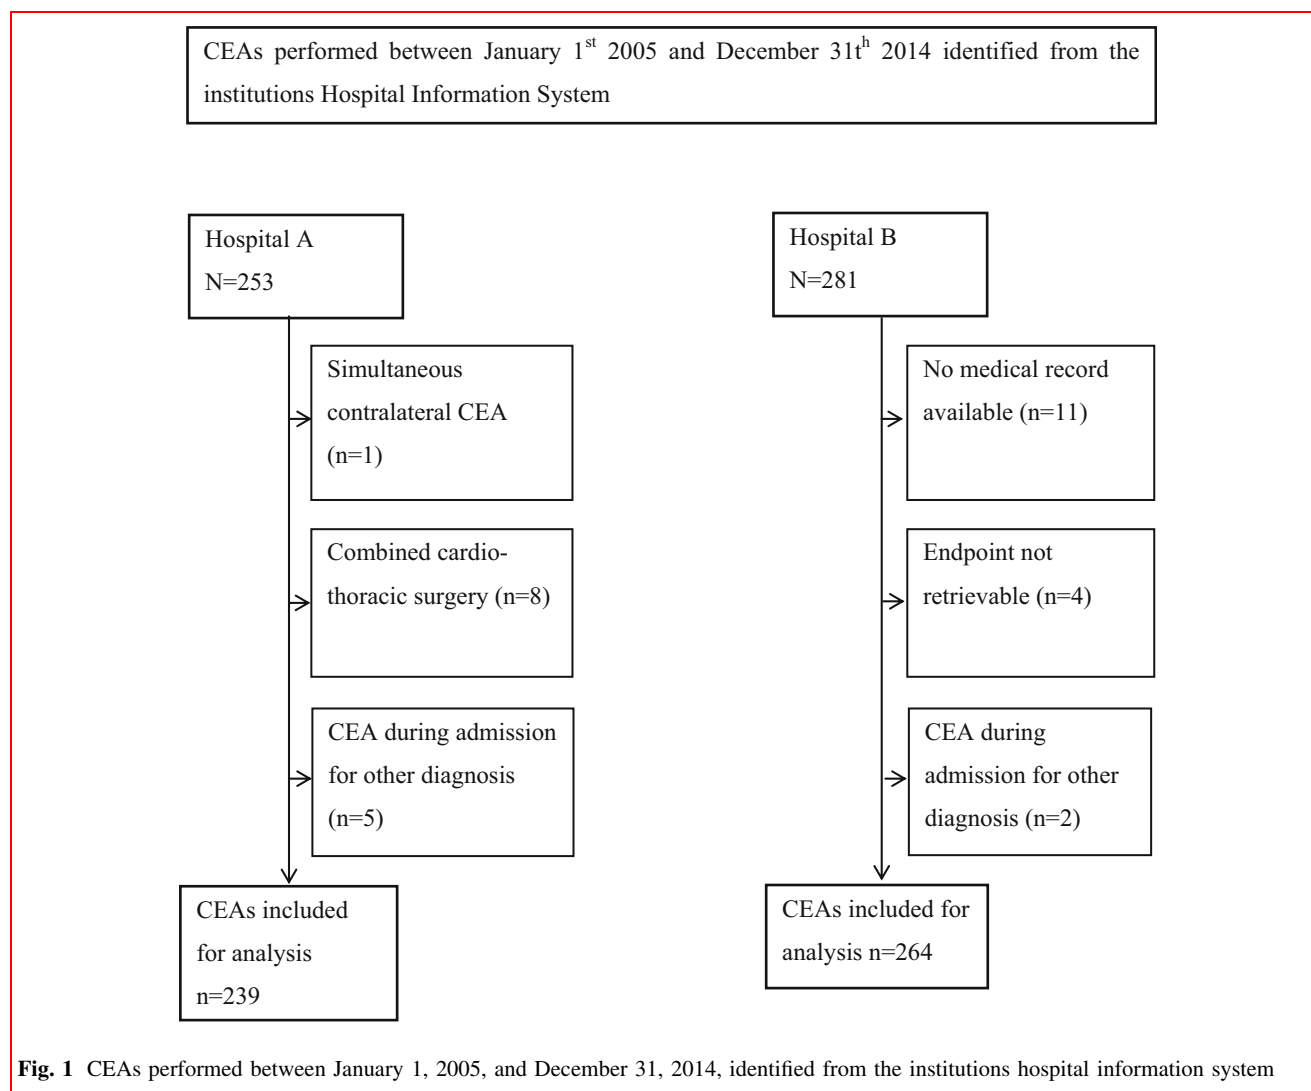 CEAs performed between January 1st 2005 and December 31th 2014 identified from the
institutions Hospital Information System
Hospital A
N=253
Hospital B
N=281
Simultaneous
contralateral CEA
(n=1)
No medical record
available (n=11)
Combined cardio-
thoracic surgery (n=8)
Endpoint not
retrievable (n=4)
CEA during admission
for other diagnosis
(n=5)
CEA during
admission for other
diagnosis (n=2)
CEAs included
for analysis
n=239
CEAs included for
analysis n=264
Fig. 1 CEAs performed between January 1, 2005, and December 31, 2014, identified from the institutions hospital information system